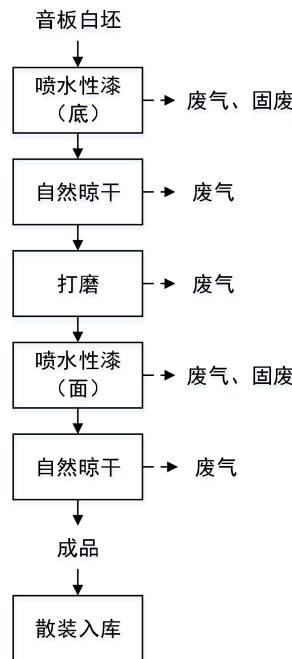 音板白坯
喷水性漆
（底）
废气、固废
自然晾干
废气
打磨
废气
喷水性漆
（面）
废气、固废
自然晾干
废气
成品
散装入库